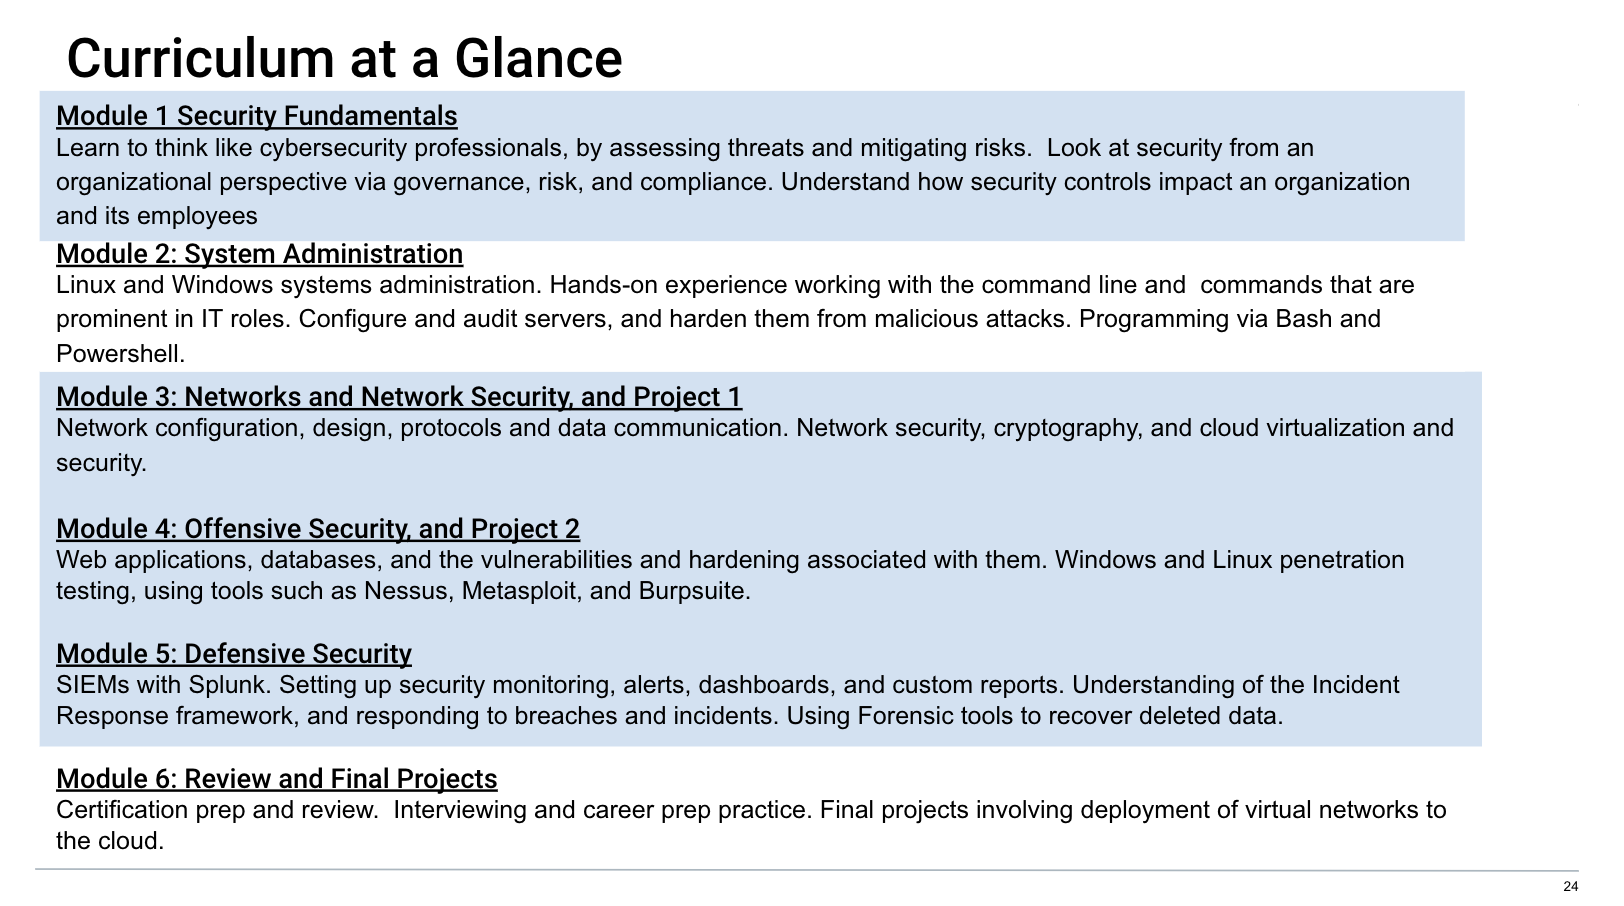 Curriculum at a Glance
Module 1 Security Fundamentals
Learn to think like cybersecurity professionals, by assessing threats and mitigating risks.  Look at security from an
organizational perspective via governance, risk, and compliance. Understand how security controls impact an organization
and its employees
Module 2: System Administration
Linux and Windows systems administration. Hands-on experience working with the command line and  commands that are
prominent in IT roles. Configure and audit servers, and harden them from malicious attacks. Programming via Bash and
Powershell.
Module 3: Networks and Network Security, and Project 1
Network configuration, design, protocols and data communication. Network security, cryptography, and cloud virtualization and
security.
Module 4: Offensive Security, and Project 2
Web applications, databases, and the vulnerabilities and hardening associated with them. Windows and Linux penetration
testing, using tools such as Nessus, Metasploit, and Burpsuite.
Module 5: Defensive Security
SIEMs with Splunk. Setting up security monitoring, alerts, dashboards, and custom reports. Understanding of the Incident
Response framework, and responding to breaches and incidents. Using Forensic tools to recover deleted data.
Module 6: Review and Final Projects
Certification prep and review.  Interviewing and career prep practice. Final projects involving deployment of virtual networks to
the cloud.
24